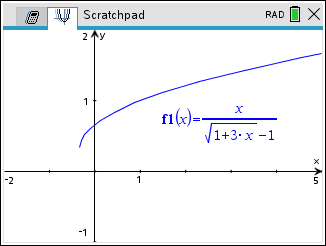 Scratchpad RAD
2 y
1
f1(x)=x/(√(1+3·x)-1)
x
-2 1 5
-1